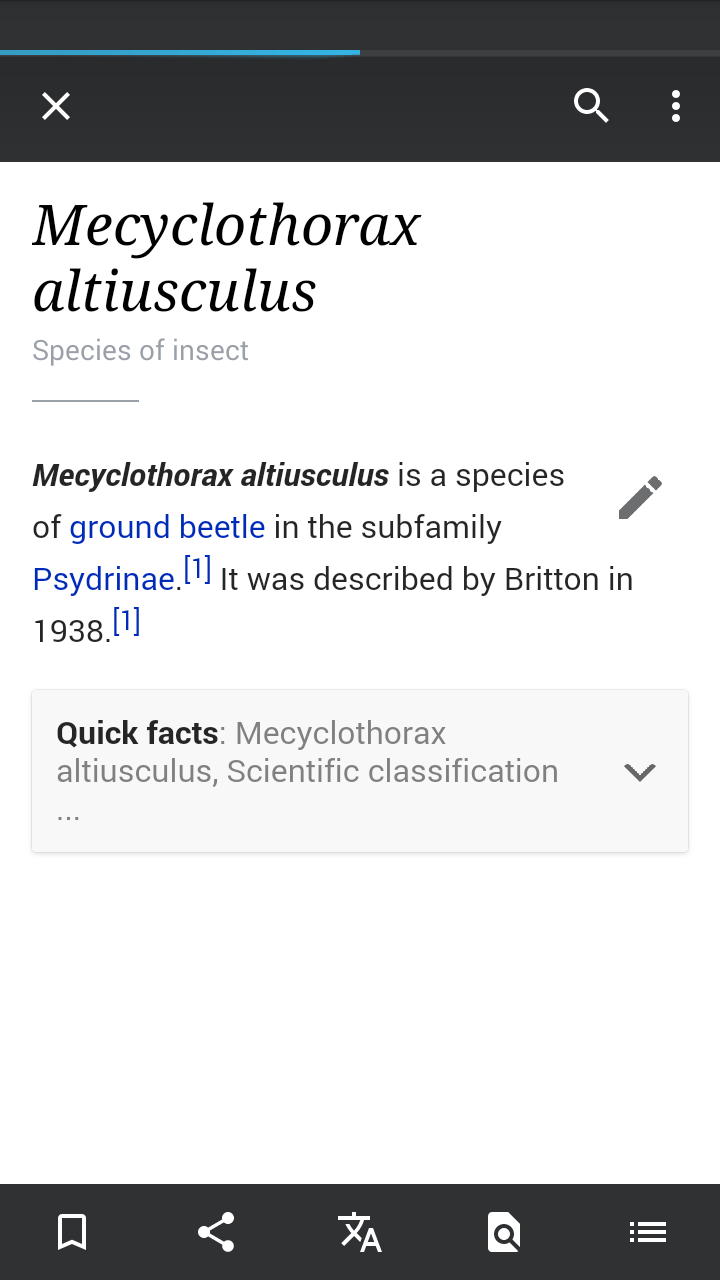 Mecyclothorax
altiusculus
Species of insect
Mecyclothorax altiusculus is a species
of ground beetle in the subfamily
Psydrinae.[1] It was described by Britton in
1938.[1]
Quick facts: Mecyclothorax
altiusculus, Scientific classification
...